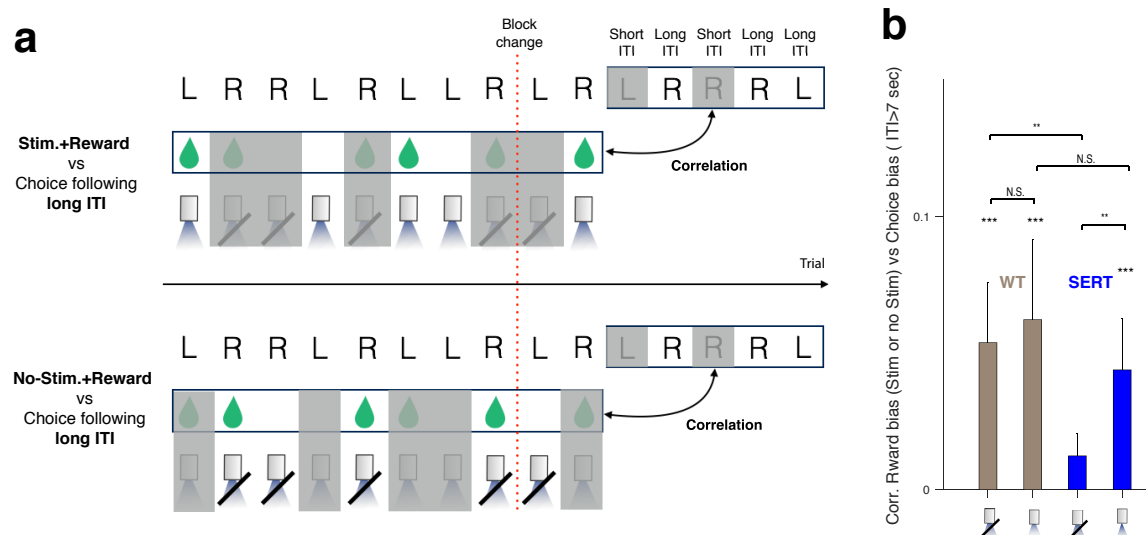 a
Block
change
Short Long Short Long Long
ITI ITI ITI ITI ITI
L R R L R L L R L R L R R R L
Stim.+Reward
vs
Choice following
long ITI
Correlation
Trial
L R R L R L L R L R L R R R L
No-Stim.+Reward
vs
Choice following
long ITI
Correlation
b
Corr. Rward bias (Stim or no Stim) vs Choice bias ( ITI>7 sec)
**
N.S.
N.S.
0.1
*** ***
**
WT SERT ***
0